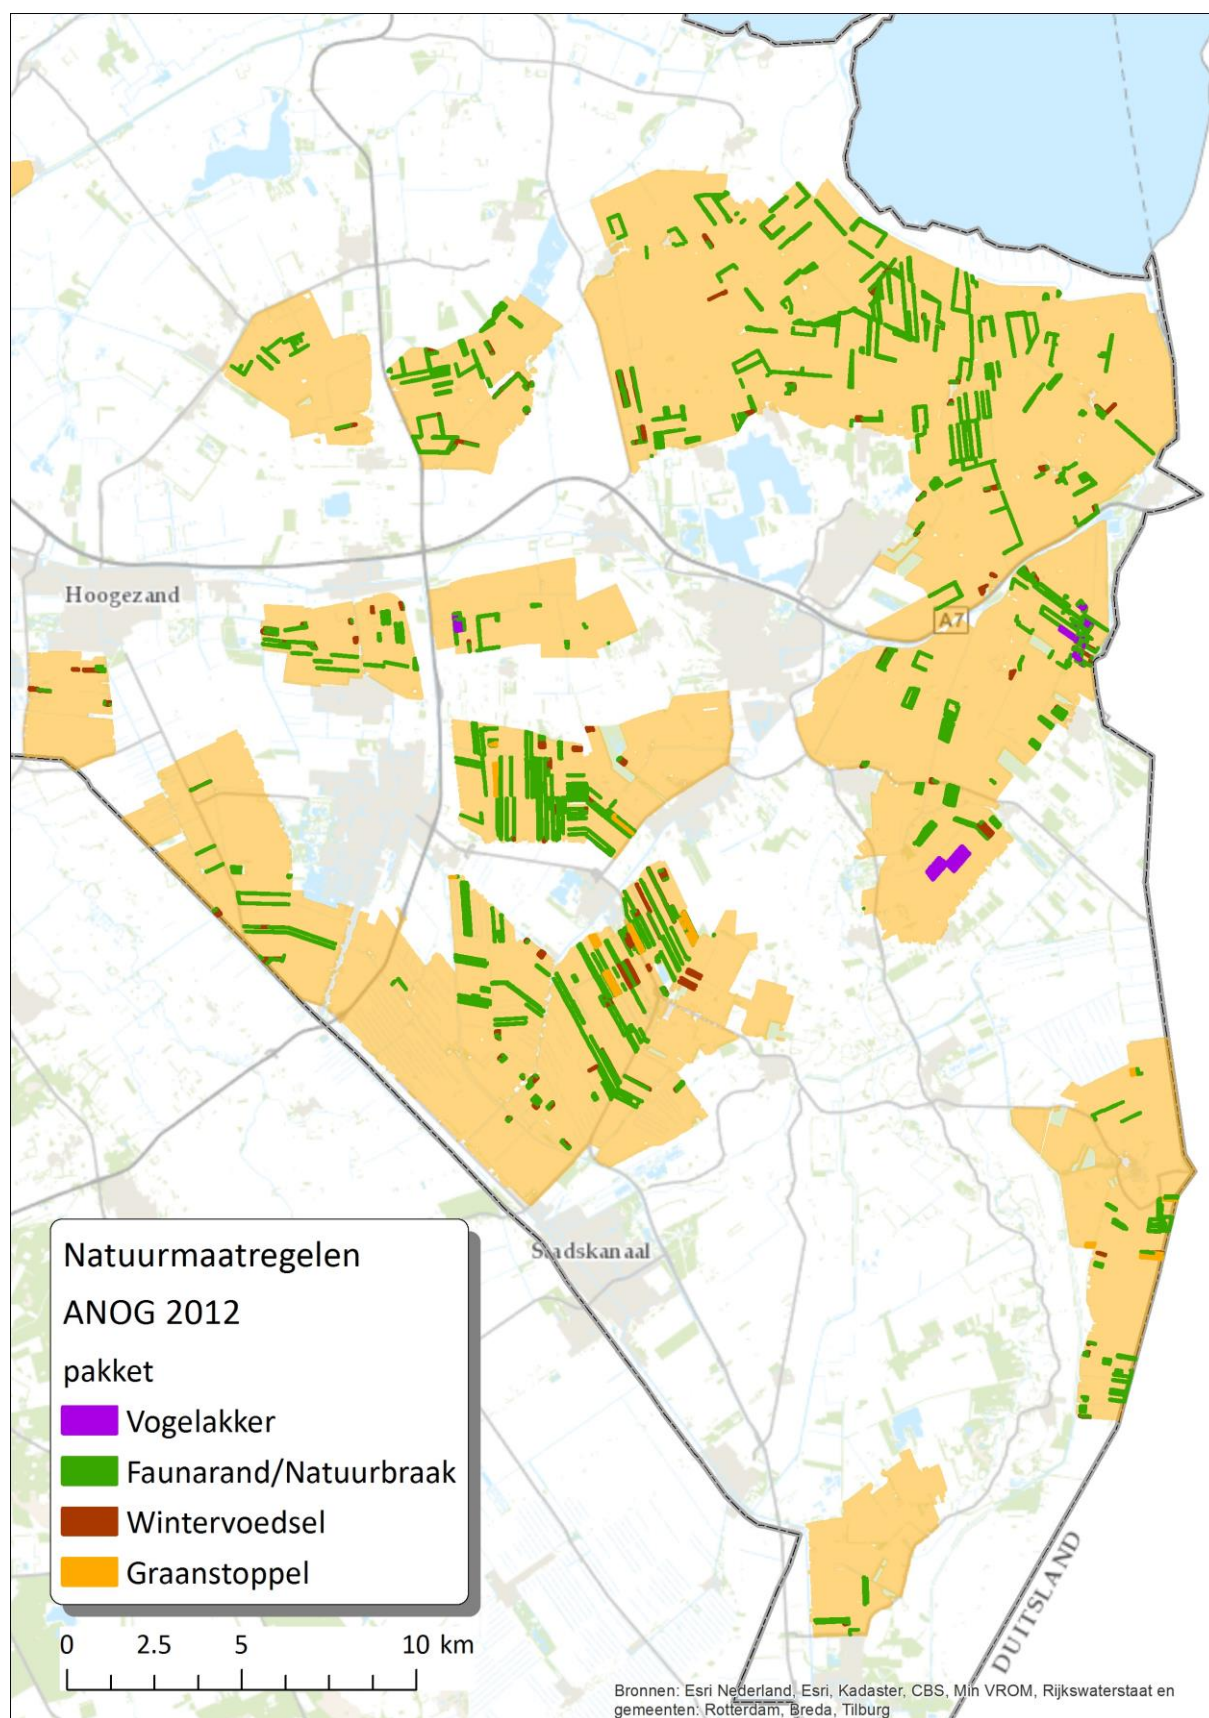 Hoogezand
A7
Stadskanaal
DUITSLAND
Natuurmaatregelen
ANOG 2012
pakket
Vogelakker
Faunarand/Natuurbraak
Wintervoedsel
Graanstoppel
0 2.5 5 10 km
Bronnen: Esri Nederland, Esri, Kadaster, CBS, Min VROM, Rijkswaterstaat en
gemeenten: Rotterdam, Breda, Tilburg